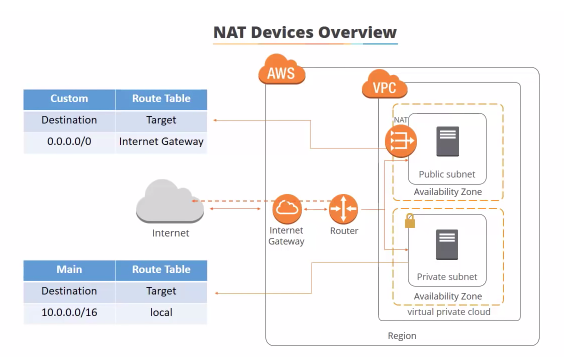 NAT Devices Overview
AWS
VPC
Custom Route Table
Destination Target
0.0.0.0/0 Internet Gateway
NAT
Public subnet
Availability Zone
Internet
Internet
Gateway
Router
Private subnet
Availability Zone
virtual private cloud
Main Route Table
Destination Target
10.0.0.0/16 local
Region